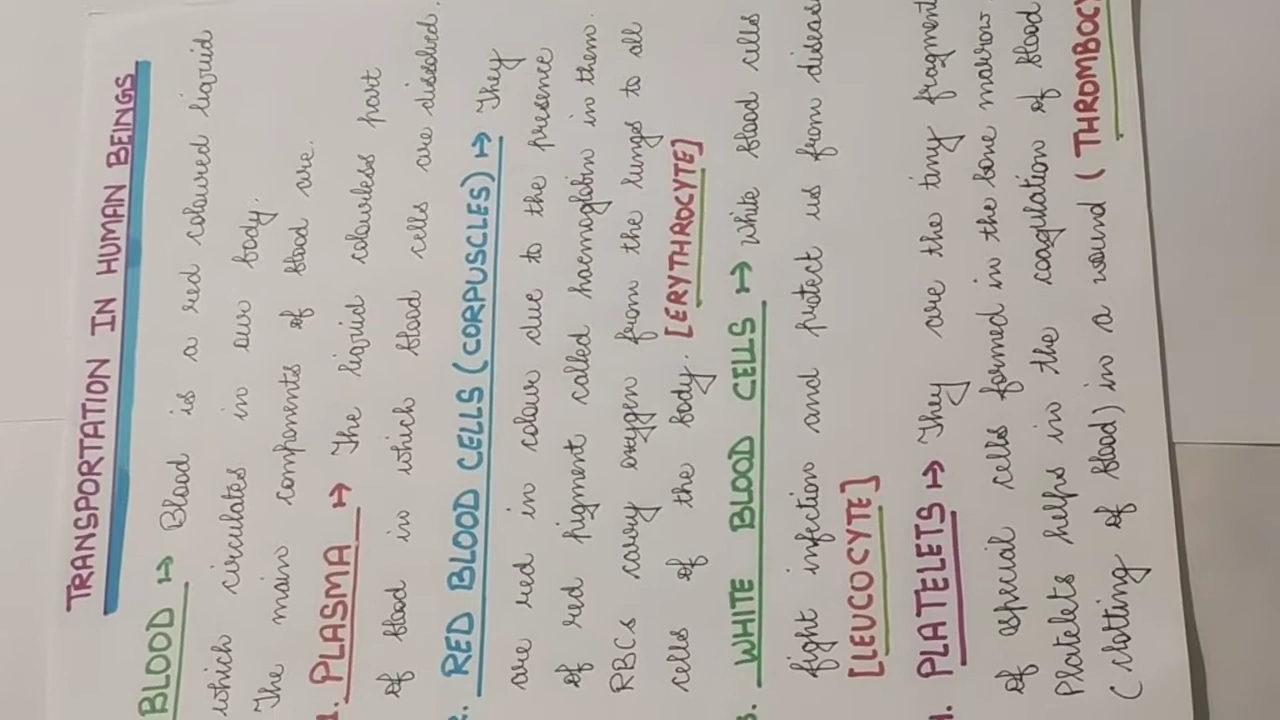 TRANSPORTATION IN HUMAN BEINGS
BLOOD ↦ Blood is a red coloured liquid
which circulates in our body.
The main components of blood are.
1. PLASMA ↦ The liquid colourless part
of blood in which blood cells are dissolved.
2. RED BLOOD CELLS (CORPUSCLES) ↦ They
are red in colour due to the presence
of red pigment called haemoglobin in them.
RBCs carry oxygen from the lungs to all
cells of the body. [ERYTHROCYTE]
3. WHITE BLOOD CELLS ↦ White blood cells
fight infection and protect us from diseas
[LEUCOCYTE]
4. PLATELETS ↦ They are the tiny fragment
of especial cells formed in the bone marrow.
Platelets helps in the coagulation of blood
(clotting of blood) in a wound (THROMBOCY